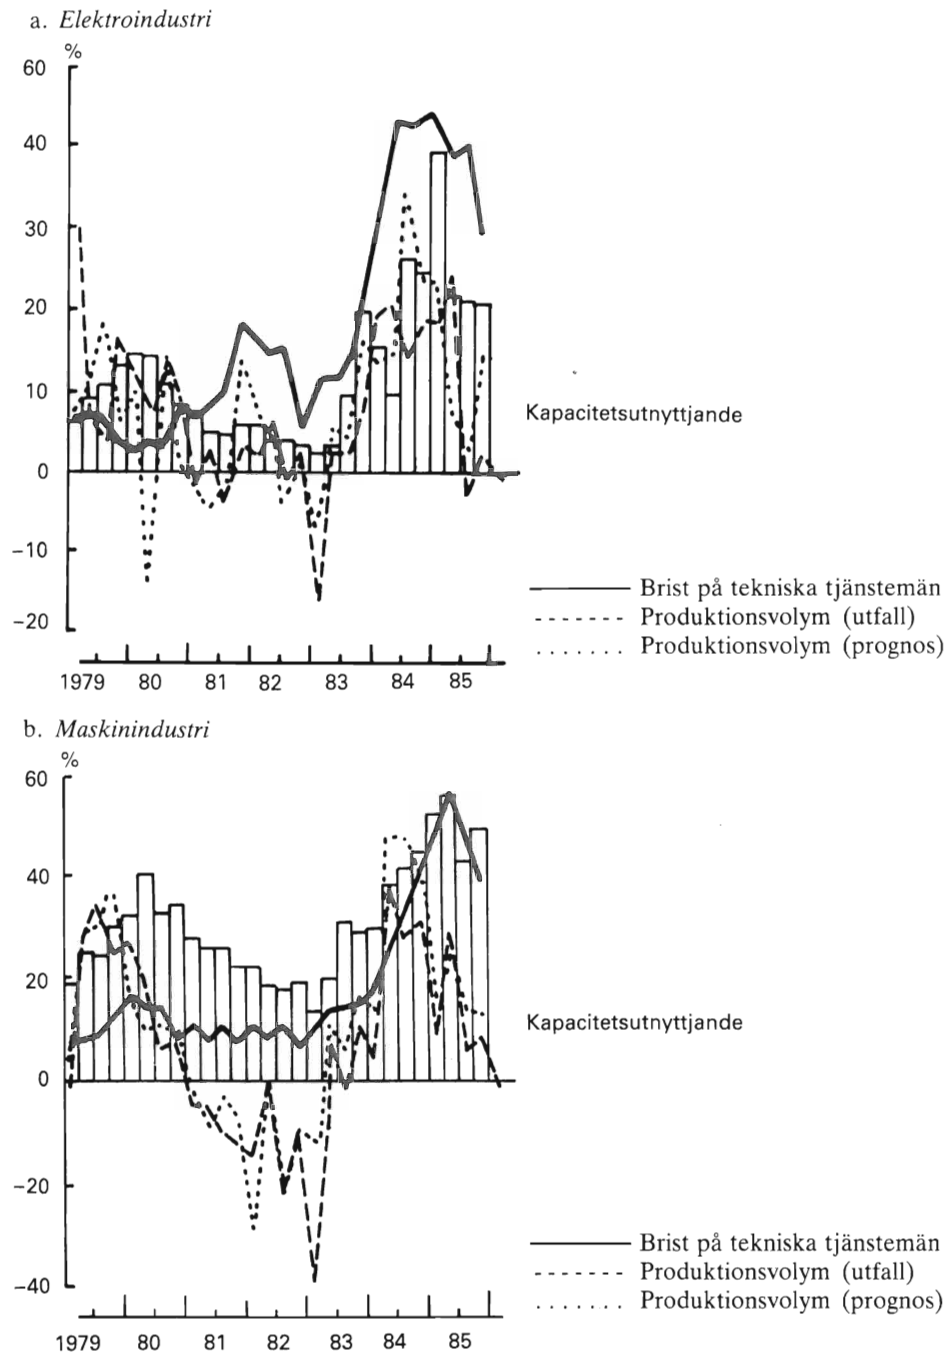 a. Elektroindustri
%
60
40
30
20
10
0
−10
−20
Kapacitetsutnyttjande
Brist på tekniska tjänstemän
Produktionsvolym (utfall)
Produktionsvolym (prognos)
1979 80 81 82 83 84 85
b. Maskinindustri
%
60
40
20
0
−20
−40
Kapacitetsutnyttjande
Brist på tekniska tjänstemän
Produktionsvolym (utfall)
Produktionsvolym (prognos)
1979 80 81 82 83 84 85